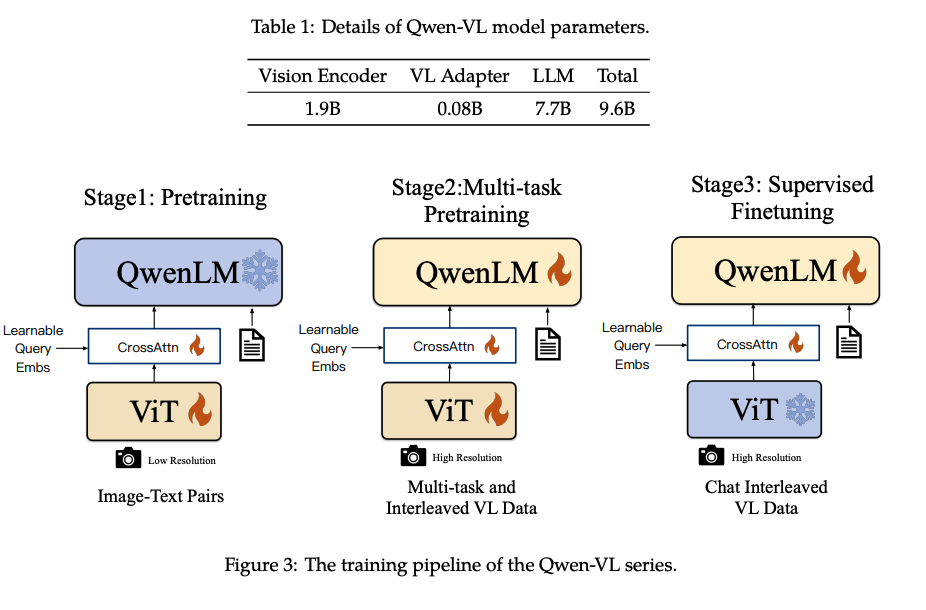 Table 1: Details of Qwen-VL model parameters.
Vision Encoder VL Adapter LLM Total
1.9B 0.08B 7.7B 9.6B
Stage1: Pretraining
QwenLM
Learnable
Query
Embs
CrossAttn
ViT
Low Resolution
Image-Text Pairs
Stage2:Multi-task
Pretraining
QwenLM
Learnable
Query
Embs
CrossAttn
ViT
High Resolution
Multi-task and
Interleaved VL Data
Stage3: Supervised
Finetuning
QwenLM
Learnable
Query
Embs
CrossAttn
ViT
High Resolution
Chat Interleaved
VL Data
Figure 3: The training pipeline of the Qwen-VL series.